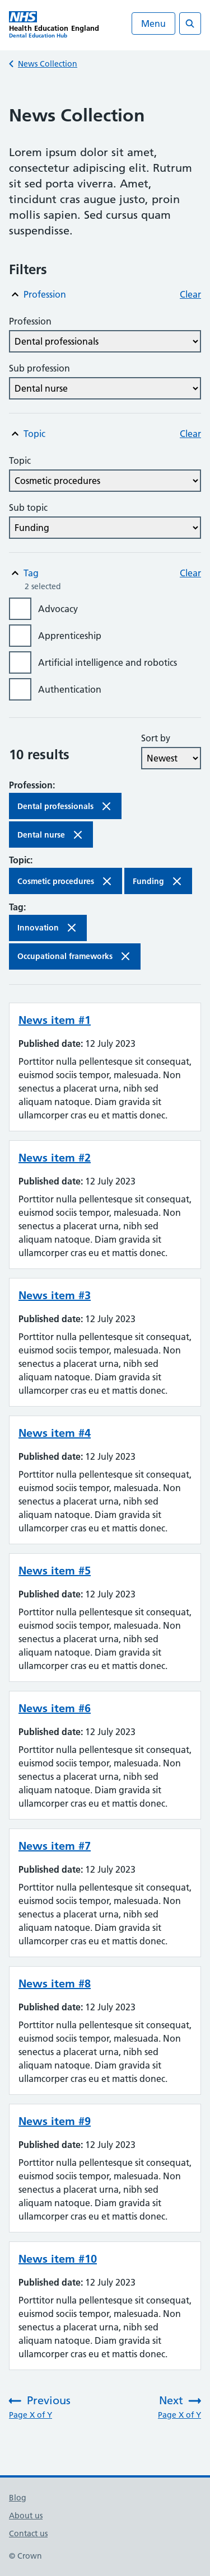 NHS
Health Education England
Dental Education Hub
Menu
News Collection
News Collection
Lorem ipsum dolor sit amet,
consectetur adipiscing elit. Rutrum
sit sed porta viverra. Amet,
tincidunt cras augue justo, proin
mollis sapien. Sed cursus quam
suspendisse.
Filters
Profession Clear
Profession
Dental professionals
Sub profession
Dental nurse
Topic Clear
Topic
Cosmetic procedures
Sub topic
Funding
Tag Clear
2 selected
Advocacy
Apprenticeship
Artificial intelligence and robotics
Authentication
Sort by
10 results Newest
Profession:
Dental professionals
Dental nurse
Topic:
Cosmetic procedures Funding
Tag:
Innovation
Occupational frameworks
News item #1
Published date: 12 July 2023
Porttitor nulla pellentesque sit consequat,
euismod sociis tempor, malesuada. Non
senectus a placerat urna, nibh sed
aliquam natoque. Diam gravida sit
ullamcorper cras eu et mattis donec.
News item #2
Published date: 12 July 2023
Porttitor nulla pellentesque sit consequat,
euismod sociis tempor, malesuada. Non
senectus a placerat urna, nibh sed
aliquam natoque. Diam gravida sit
ullamcorper cras eu et mattis donec.
News item #3
Published date: 12 July 2023
Porttitor nulla pellentesque sit consequat,
euismod sociis tempor, malesuada. Non
senectus a placerat urna, nibh sed
aliquam natoque. Diam gravida sit
ullamcorper cras eu et mattis donec.
News item #4
Published date: 12 July 2023
Porttitor nulla pellentesque sit consequat,
euismod sociis tempor, malesuada. Non
senectus a placerat urna, nibh sed
aliquam natoque. Diam gravida sit
ullamcorper cras eu et mattis donec.
News item #5
Published date: 12 July 2023
Porttitor nulla pellentesque sit consequat,
euismod sociis tempor, malesuada. Non
senectus a placerat urna, nibh sed
aliquam natoque. Diam gravida sit
ullamcorper cras eu et mattis donec.
News item #6
Published date: 12 July 2023
Porttitor nulla pellentesque sit consequat,
euismod sociis tempor, malesuada. Non
senectus a placerat urna, nibh sed
aliquam natoque. Diam gravida sit
ullamcorper cras eu et mattis donec.
News item #7
Published date: 12 July 2023
Porttitor nulla pellentesque sit consequat,
euismod sociis tempor, malesuada. Non
senectus a placerat urna, nibh sed
aliquam natoque. Diam gravida sit
ullamcorper cras eu et mattis donec.
News item #8
Published date: 12 July 2023
Porttitor nulla pellentesque sit consequat,
euismod sociis tempor, malesuada. Non
senectus a placerat urna, nibh sed
aliquam natoque. Diam gravida sit
ullamcorper cras eu et mattis donec.
News item #9
Published date: 12 July 2023
Porttitor nulla pellentesque sit consequat,
euismod sociis tempor, malesuada. Non
senectus a placerat urna, nibh sed
aliquam natoque. Diam gravida sit
ullamcorper cras eu et mattis donec.
News item #10
Published date: 12 July 2023
Porttitor nulla pellentesque sit consequat,
euismod sociis tempor, malesuada. Non
senectus a placerat urna, nibh sed
aliquam natoque. Diam gravida sit
ullamcorper cras eu et mattis donec.
Previous Next
Page X of Y Page X of Y
Blog
About us
Contact us
© Crown